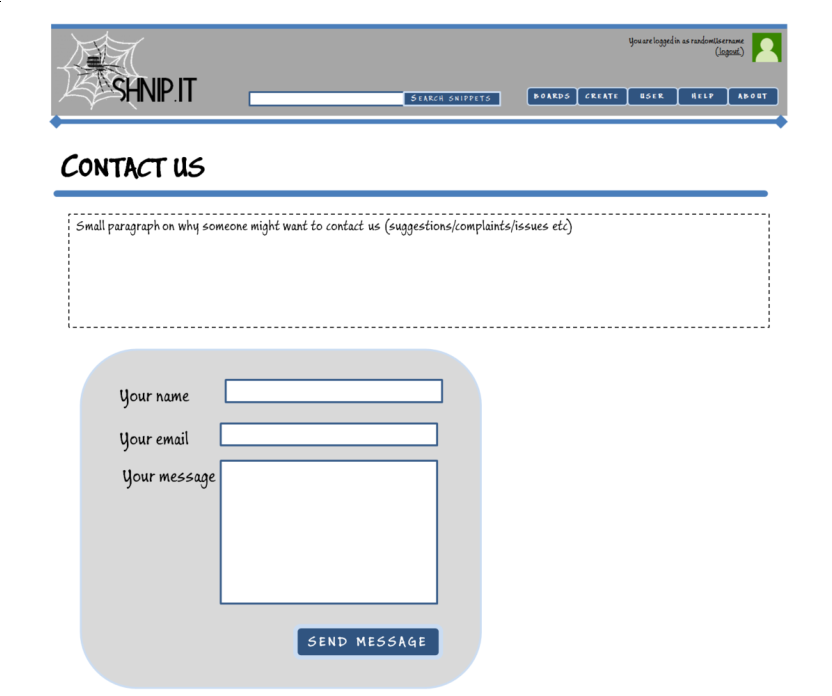 You are logged in as randomUsername
(logout)
SHNIP.IT
SEARCH SNIPPETS
BOARDS
CREATE
USER
HELP
ABOUT
CONTACT US
Small paragraph on why someone might want to contact us (suggestions/complaints/issues etc)
Your name
Your email
Your message
SEND MESSAGE